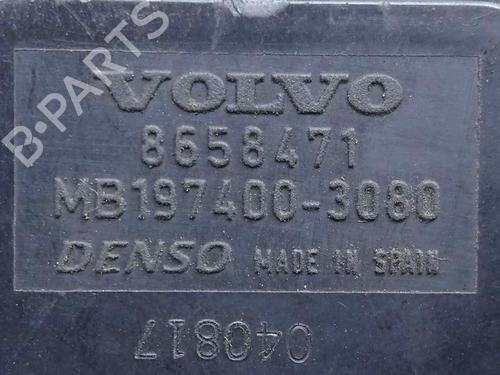 B-PARTS
VOLVO
8658471
MB197400-3080
DENSO MADE IN SPAIN
040817